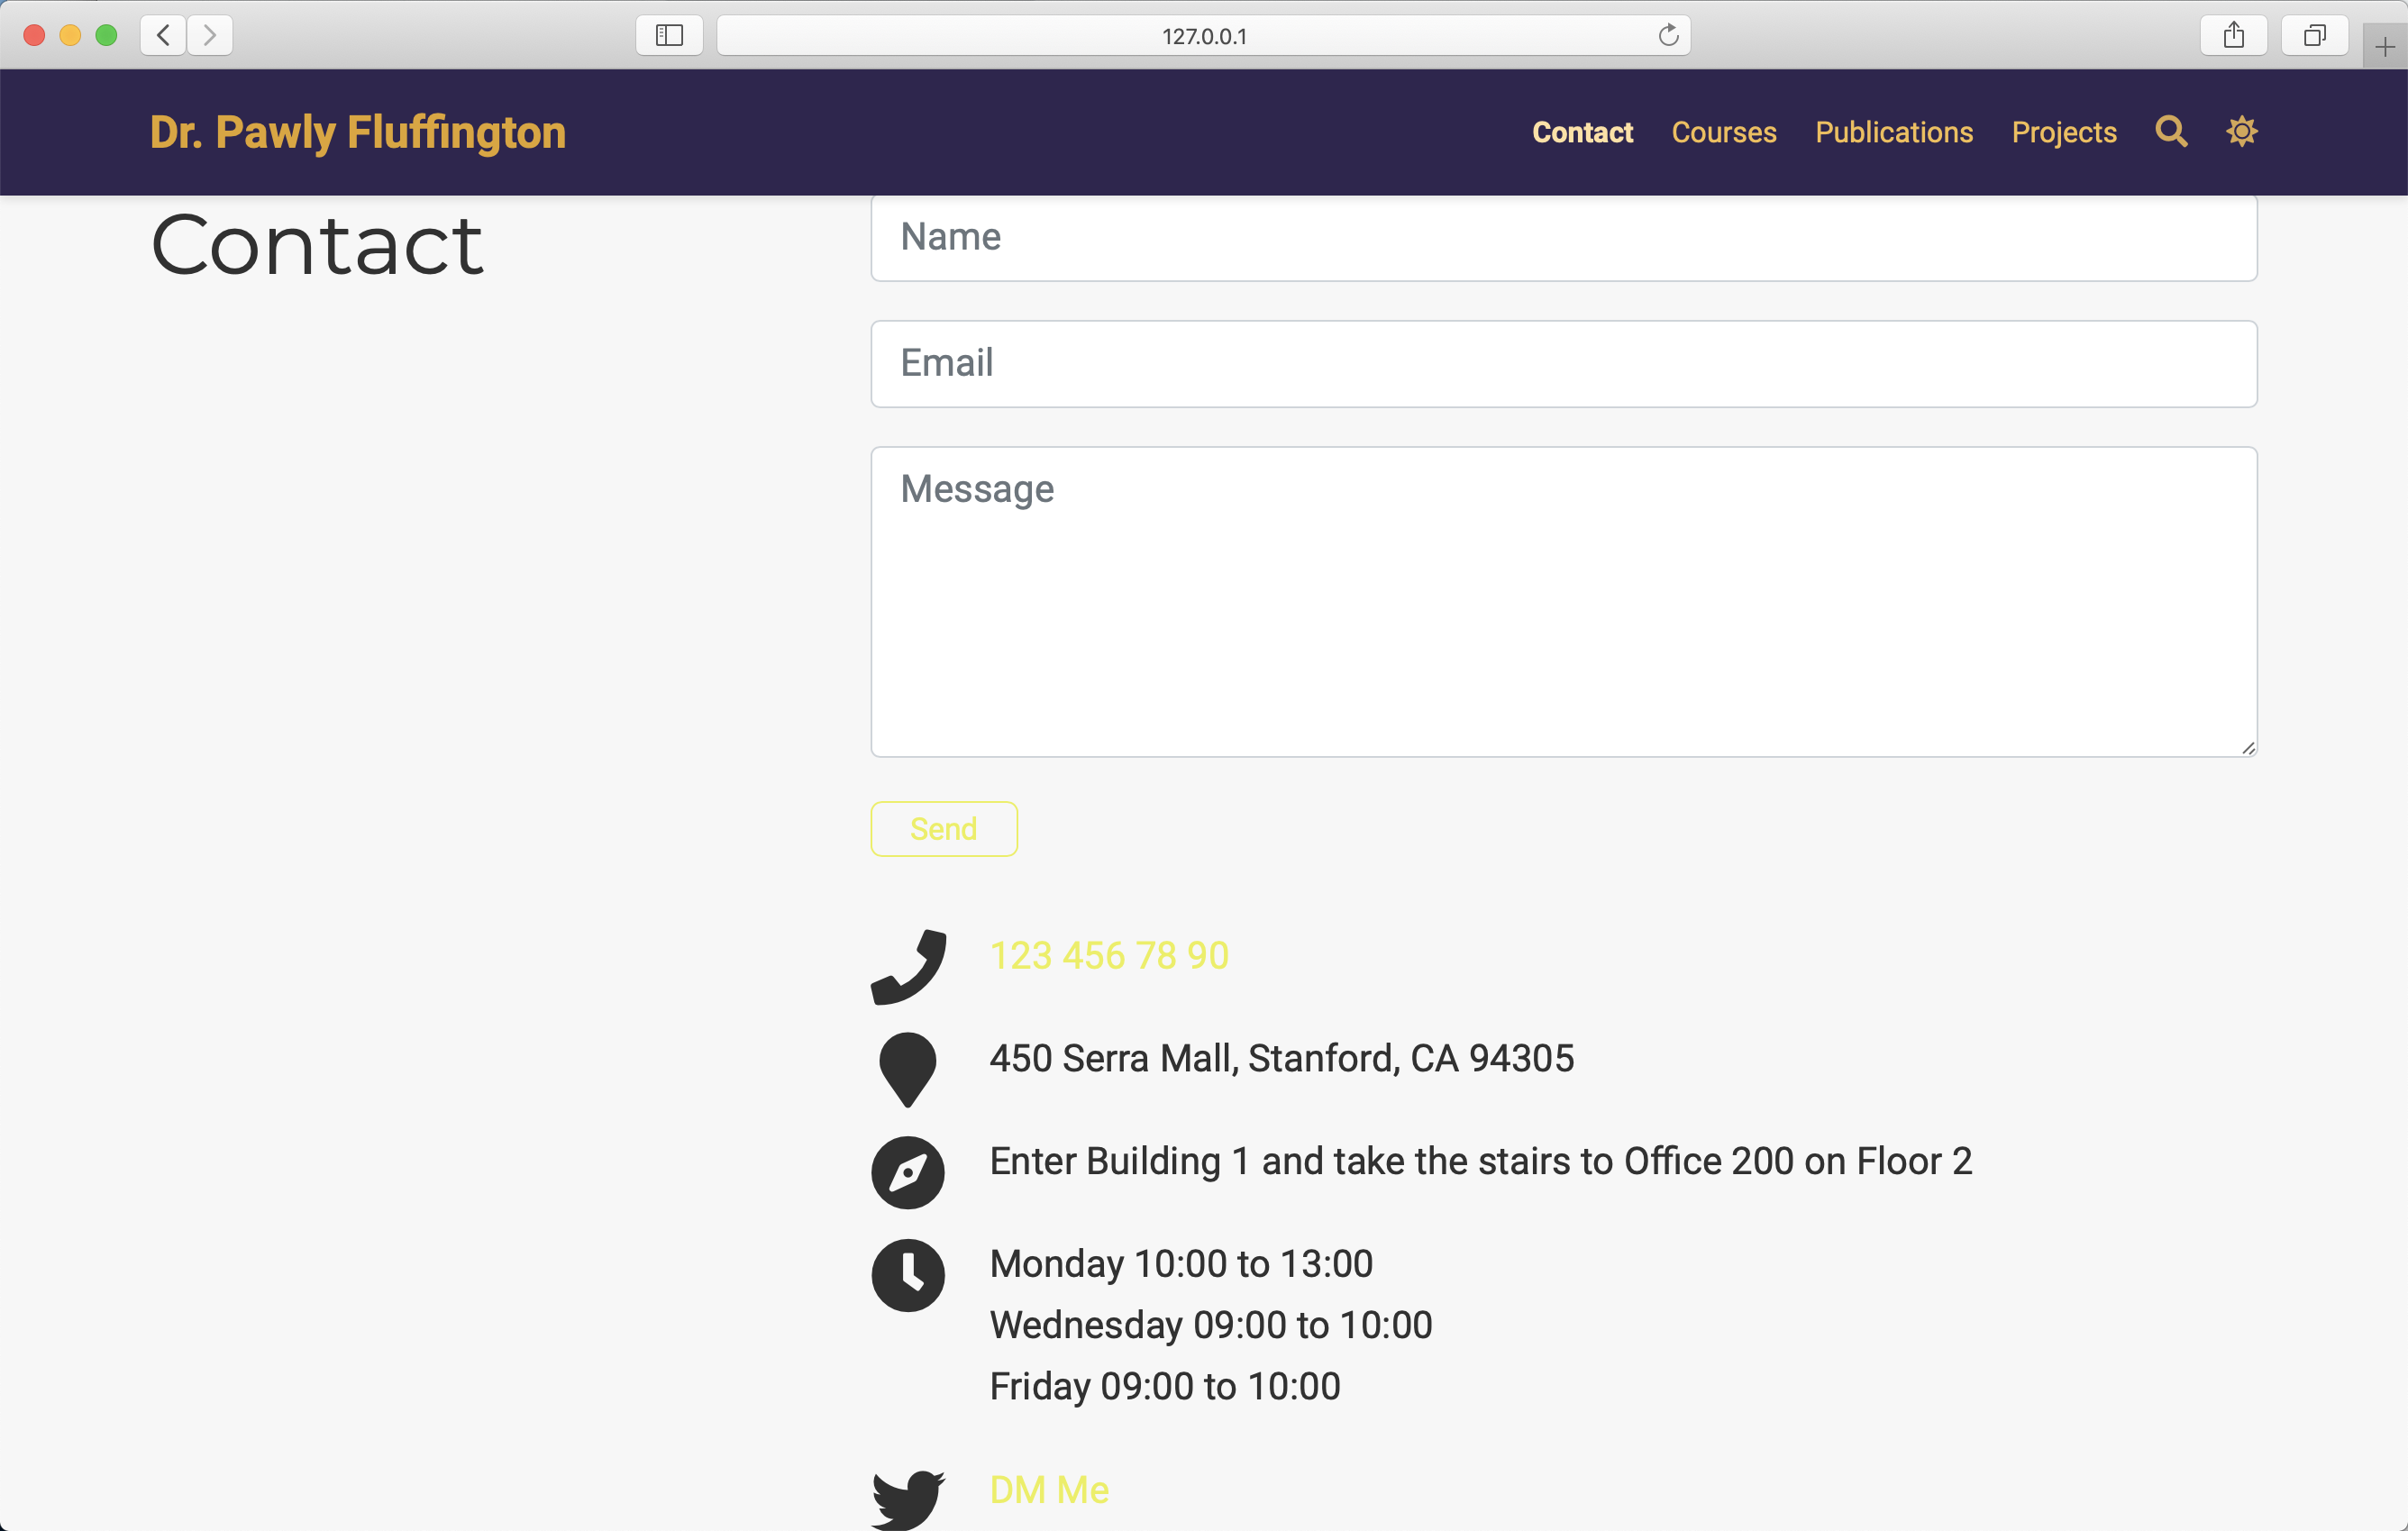 127.0.0.1
Dr. Pawly Fluffington
Contact Courses Publications Projects
Contact
Name
Email
Message
Send
123 456 78 90
450 Serra Mall, Stanford, CA 94305
Enter Building 1 and take the stairs to Office 200 on Floor 2
Monday 10:00 to 13:00
Wednesday 09:00 to 10:00
Friday 09:00 to 10:00
DM Me